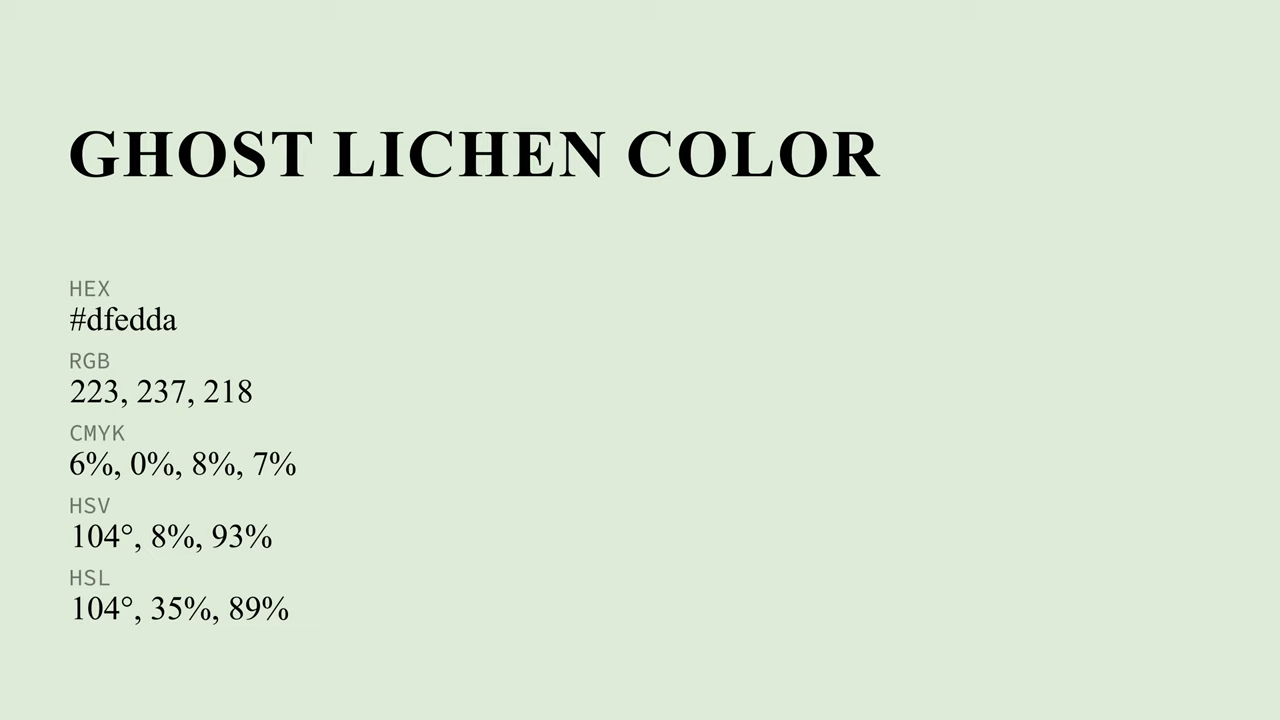 GHOST LICHEN COLOR
HEX
#dfedda
RGB
223, 237, 218
CMYK
6%, 0%, 8%, 7%
HSV
104°, 8%, 93%
HSL
104°, 35%, 89%